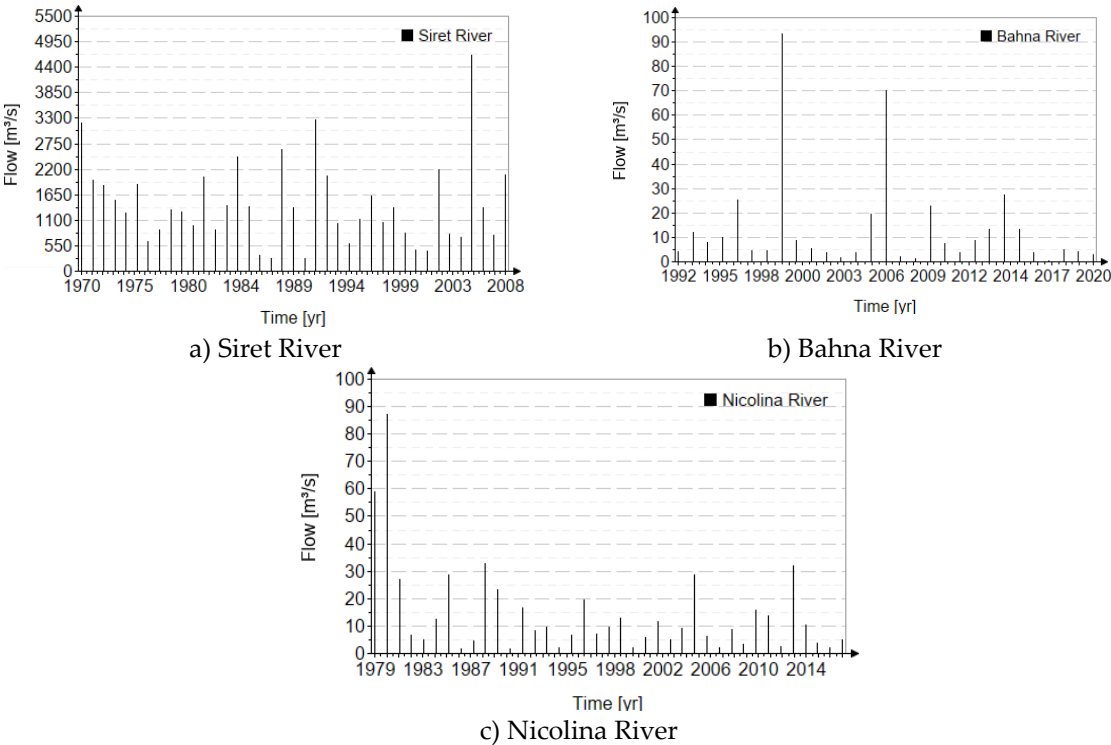 5500
4950
4400
3850
3300
2750
2200
1650
1100
550
0
Flow [m³/s]
Siret River
1970 1975 1980 1984 1989 1994 1999 2003 2008
Time [yr]
a) Siret River
100
90
80
70
60
50
40
30
20
10
0
Flow [m³/s]
Bahna River
1992 1995 1998 2000 2003 2006 2009 2012 2014 2017 2020
Time [yr]
b) Bahna River
100
90
80
70
60
50
40
30
20
10
0
Flow [m³/s]
Nicolina River
1979 1983 1987 1991 1995 1998 2002 2006 2010 2014
Time [yr]
c) Nicolina River